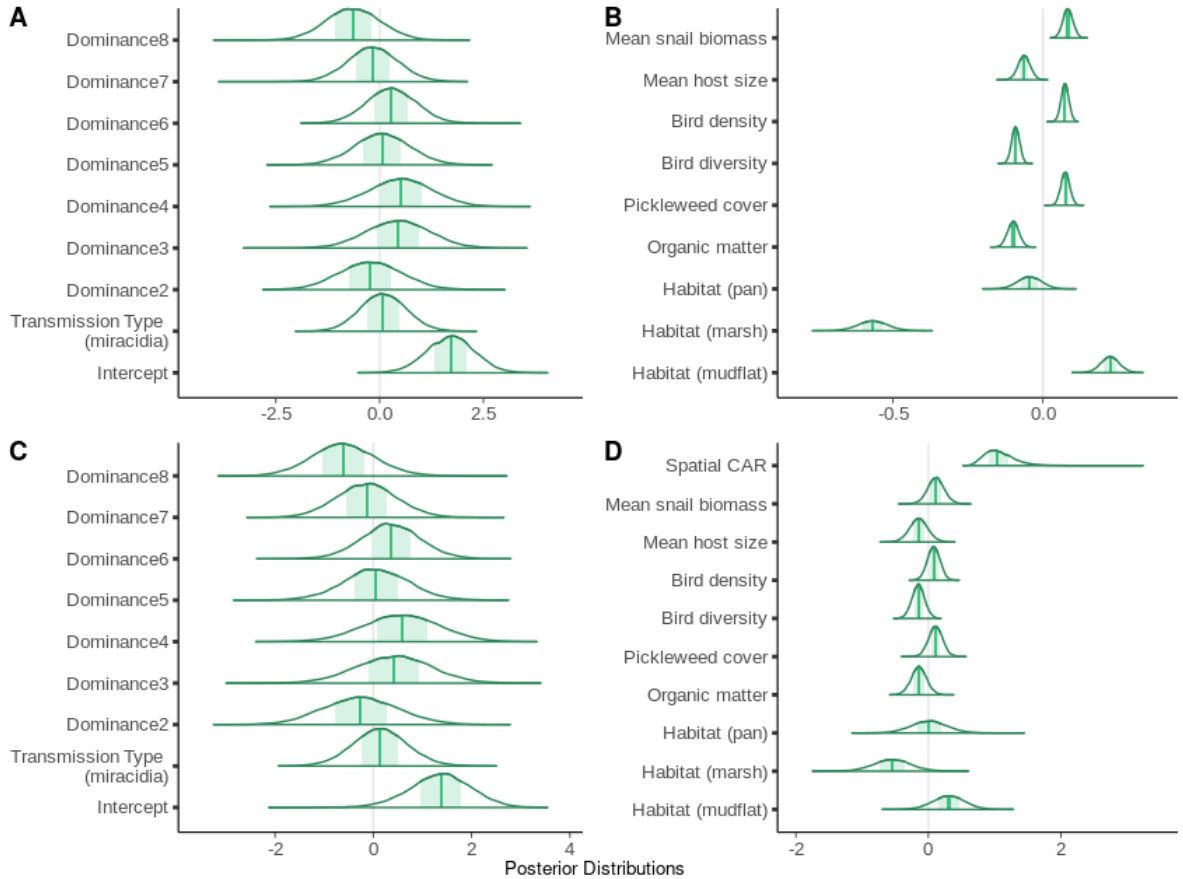 A
Dominance8
Dominance7
Dominance6
Dominance5
Dominance4
Dominance3
Dominance2
Transmission Type
(miracidia)
Intercept
-2.5 0.0 2.5
B
Mean snail biomass
Mean host size
Bird density
Bird diversity
Pickleweed cover
Organic matter
Habitat (pan)
Habitat (marsh)
Habitat (mudflat)
-0.5 0.0
C
Dominance8
Dominance7
Dominance6
Dominance5
Dominance4
Dominance3
Dominance2
Transmission Type
(miracidia)
Intercept
-2 0 2 4
D
Spatial CAR
Mean snail biomass
Mean host size
Bird density
Bird diversity
Pickleweed cover
Organic matter
Habitat (pan)
Habitat (marsh)
Habitat (mudflat)
-2 0 2
Posterior Distributions